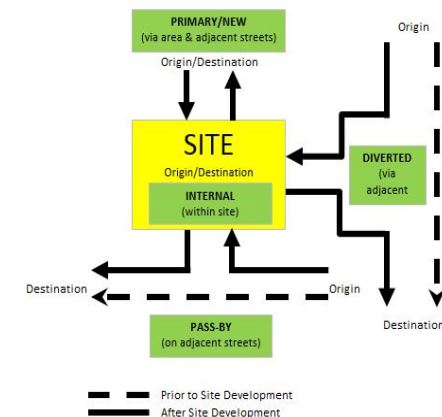 PRIMARY/NEW
(via area & adjacent streets)
Origin/Destination
Origin
SITE
Origin/Destination
INTERNAL
(within site)
DIVERTED
(via
adjacent
Destination
Origin
Destination
PASS-BY
(on adjacent streets)
Prior to Site Development
After Site Development